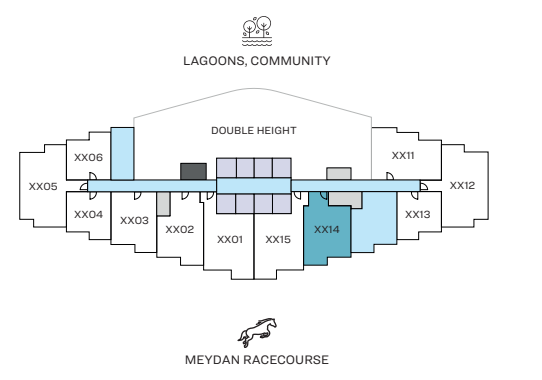 LAGOONS, COMMUNITY
DOUBLE HEIGHT
XX06
XX11
XX05
XX12
XX04
XX03
XX02
XX01
XX15
XX14
XX13
MEYDAN RACECOURSE